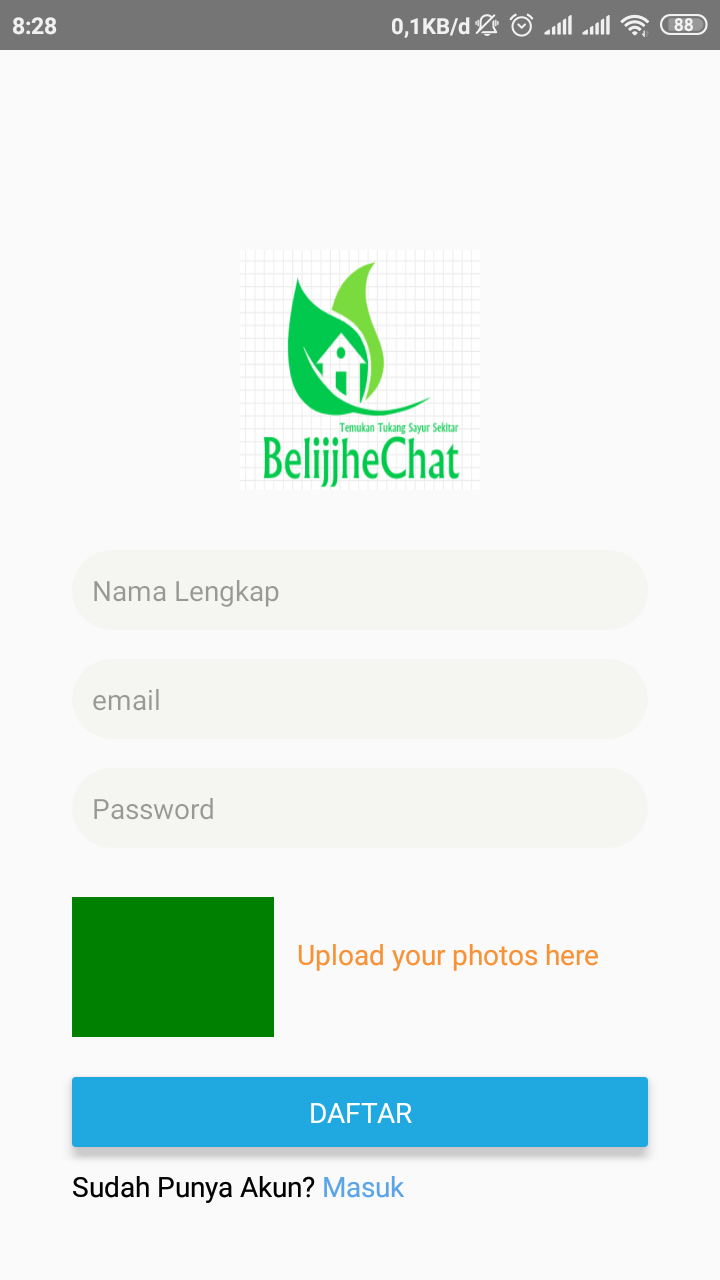 8:28 0,1KB/d 88
Temukan Tukang Sayur Sekitar
BelijjheChat
Nama Lengkap
email
Password
Upload your photos here
DAFTAR
Sudah Punya Akun? Masuk